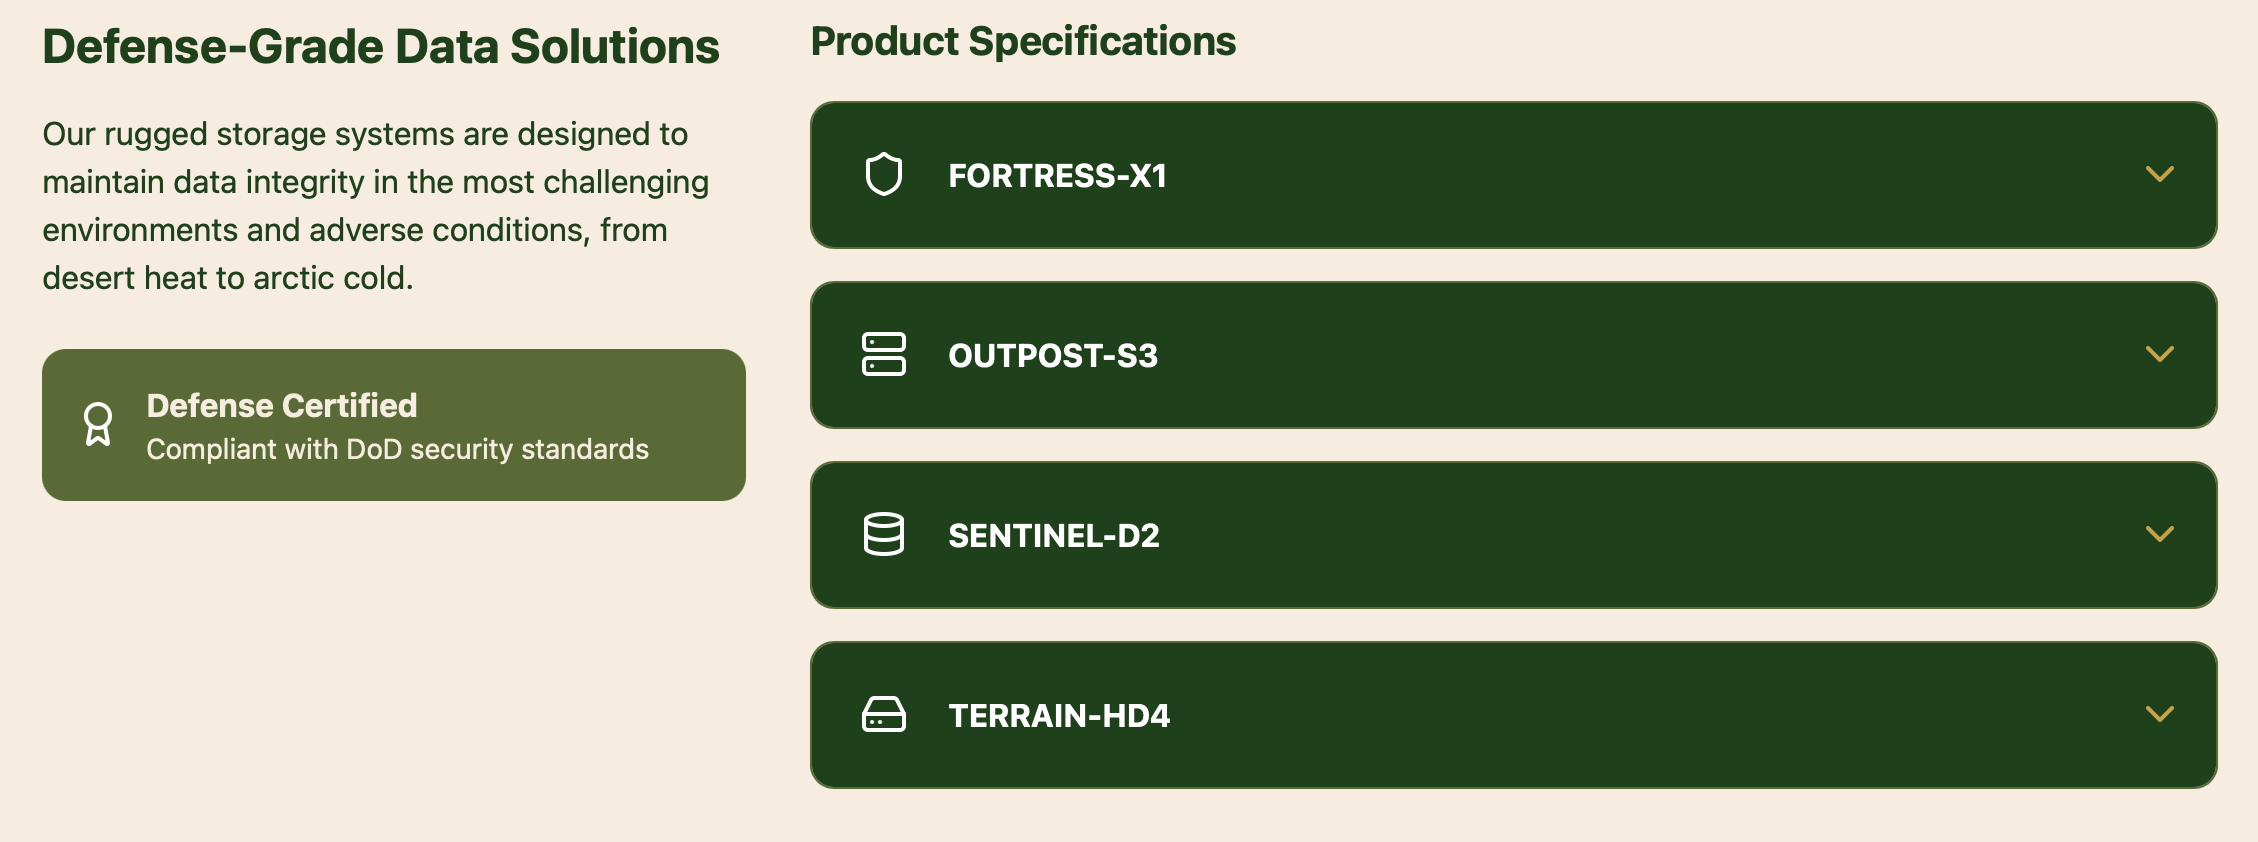 Defense-Grade Data Solutions
Our rugged storage systems are designed to
maintain data integrity in the most challenging
environments and adverse conditions, from
desert heat to arctic cold.
Defense Certified
Compliant with DoD security standards
Product Specifications
FORTRESS-X1
OUTPOST-S3
SENTINEL-D2
TERRAIN-HD4